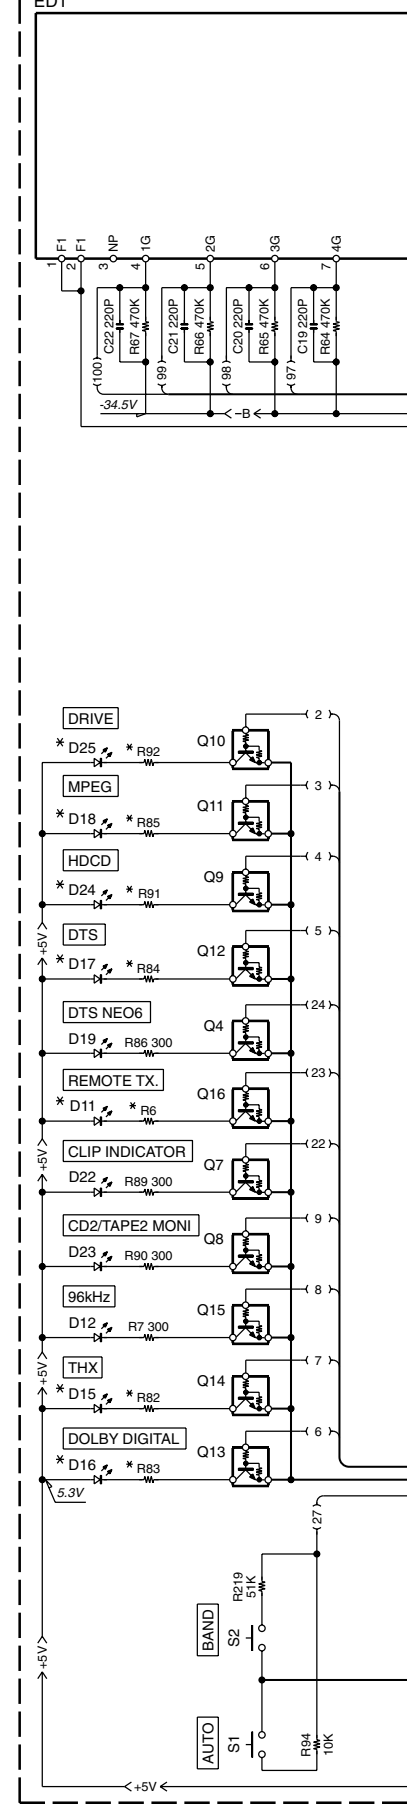 ED1
1 F1
2 F1
3 NP
4 1G
5 2G
6 3G
7 4G
(100)
C22 220P
R67 470K
(99)
C21 220P
R66 470K
(98)
C20 220P
R65 470K
(97)
C19 220P
R64 470K
-34.5V
-B
DRIVE
* D25 * R92 Q10 2
MPEG
* D18 * R85 Q11 3
HDCD
* D24 * R91 Q9 4
+5V
DTS
* D17 * R84 Q12 5
DTS NEO6
D19 R86 300 Q4 24
REMOTE TX.
* D11 * R6 Q16 23
+5V
CLIP INDICATOR
D22 R89 300 Q7 22
CD2/TAPE2 MONI
D23 R90 300 Q8 9
96kHz
D12 R7 300 Q15 8
+5V
THX
* D15 * R82 Q14 7
DOLBY DIGITAL
* D16 * R83 Q13 6
5.3V
27
R219
51K
BAND
S2
+5V
AUTO
S1
R94
10K
+5V